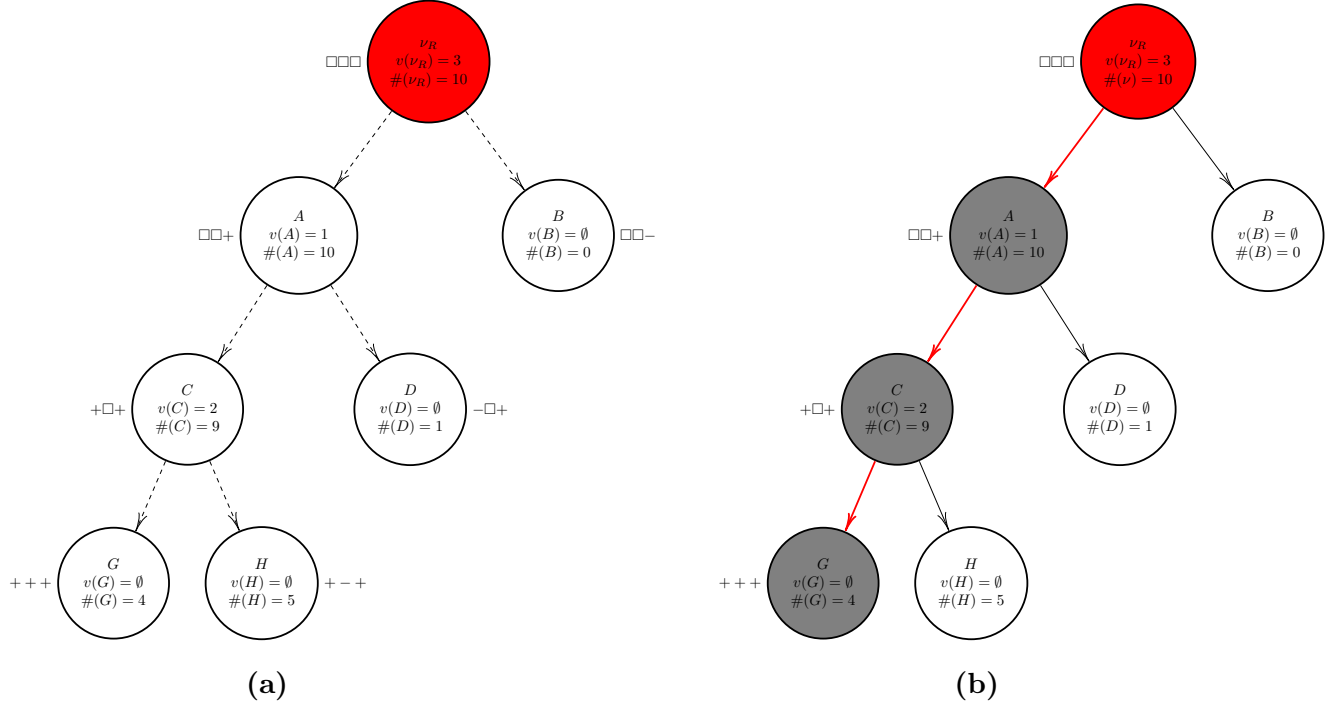 ν_R
□□□ v(ν_R) = 3
#(ν_R) = 10
A
□□+ v(A) = 1
#(A) = 10
B
v(B) = ∅ □□−
#(B) = 0
C
+□+ v(C) = 2
#(C) = 9
D
v(D) = ∅ −□+
#(D) = 1
G
+++ v(G) = ∅
#(G) = 4
H
v(H) = ∅ +−+
#(H) = 5
(a)
ν_R
□□□ v(ν_R) = 3
#(ν) = 10
A
□□+ v(A) = 1
#(A) = 10
B
v(B) = ∅
#(B) = 0
C
+□+ v(C) = 2
#(C) = 9
D
v(D) = ∅
#(D) = 1
G
+++ v(G) = ∅
#(G) = 4
H
v(H) = ∅
#(H) = 5
(b)